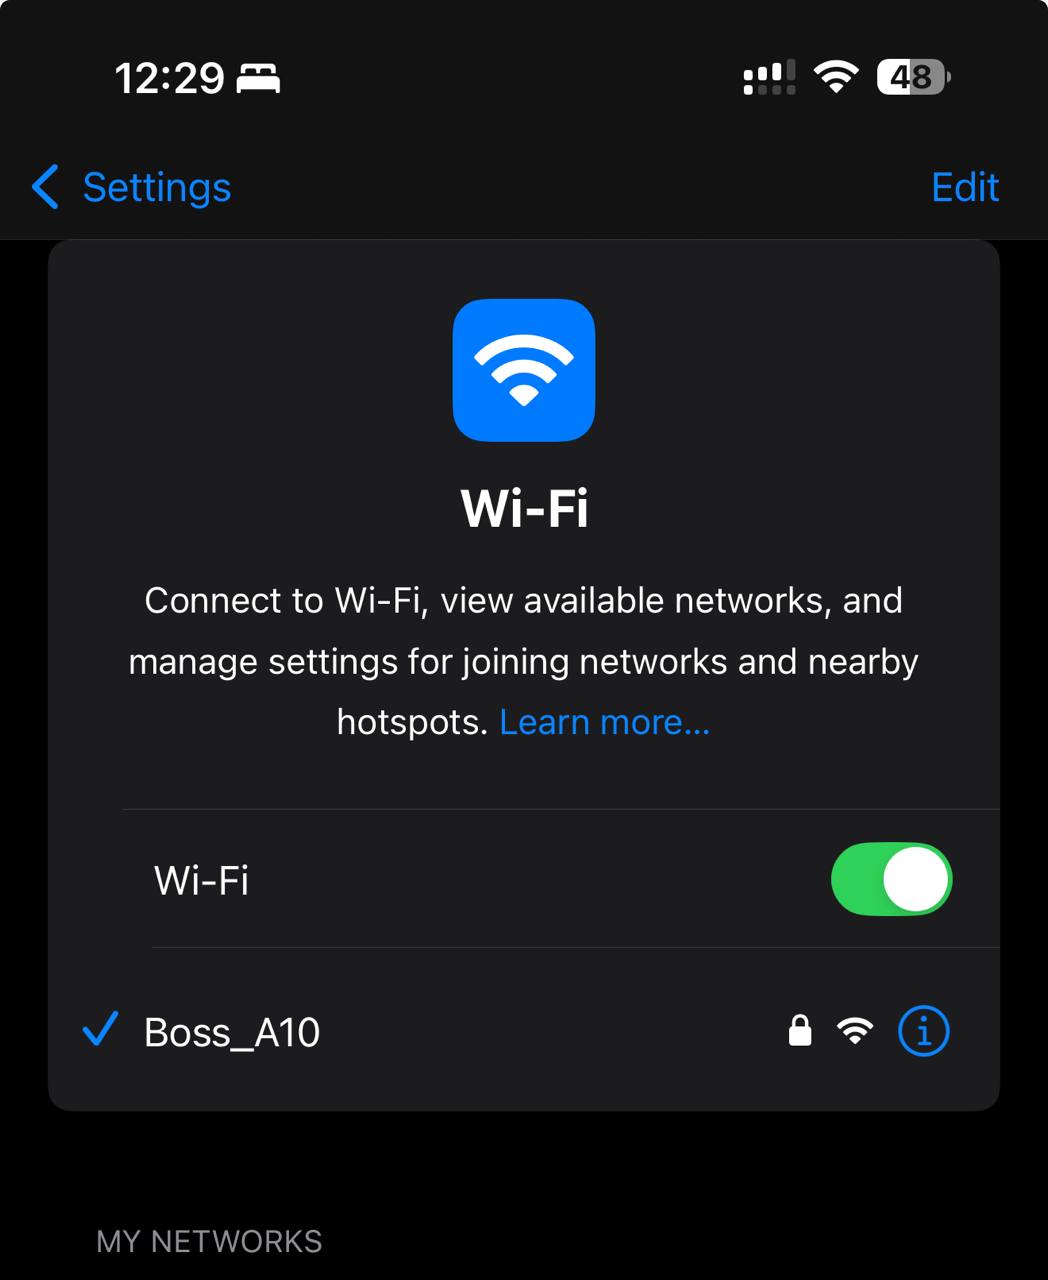 12:29
48
Settings
Edit
Wi-Fi
Connect to Wi-Fi, view available networks, and
manage settings for joining networks and nearby
hotspots. Learn more...
Wi-Fi
Boss_A10
MY NETWORKS